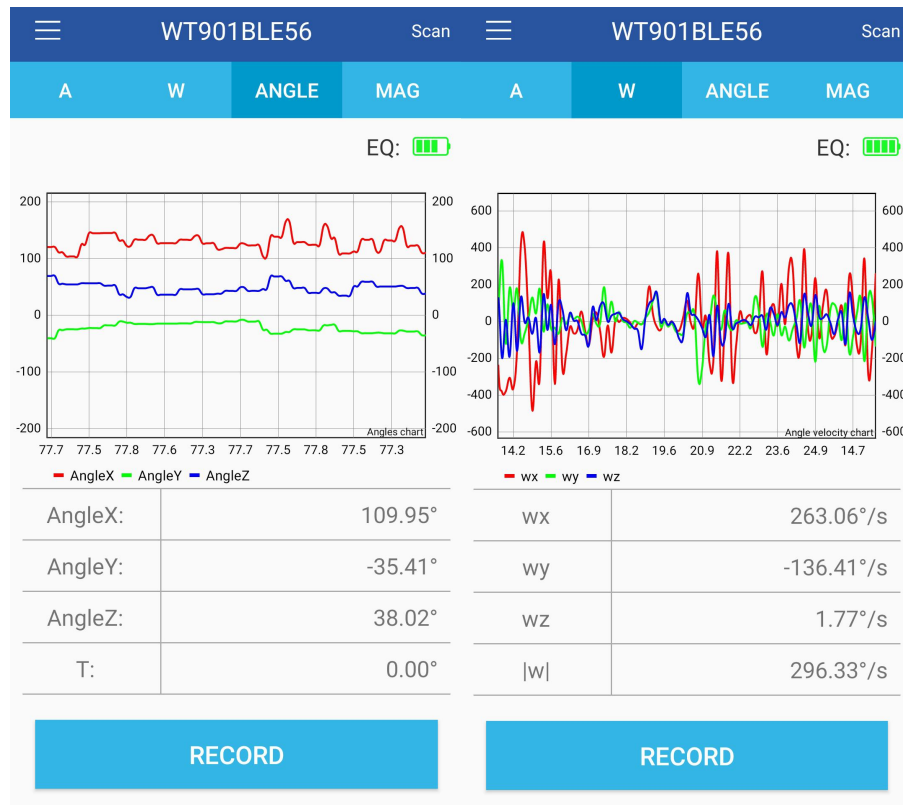 WT901BLE56 Scan
A W ANGLE MAG
EQ:
200 200
100 100
0 0
-100 -100
-200 -200
Angles chart
77.7 77.5 77.8 77.6 77.3 77.7 77.5 77.8 77.5 77.3
AngleX AngleY AngleZ
AngleX: 109.95°
AngleY: -35.41°
AngleZ: 38.02°
T: 0.00°
RECORD
WT901BLE56 Scan
A W ANGLE MAG
EQ:
600 600
400 400
200 200
0 0
-200 -200
-400 -400
-600 -600
Angle velocity chart
14.2 15.6 16.9 18.2 19.6 20.9 22.2 23.6 24.9 14.7
wx wy wz
wx 263.06°/s
wy -136.41°/s
wz 1.77°/s
|w| 296.33°/s
RECORD